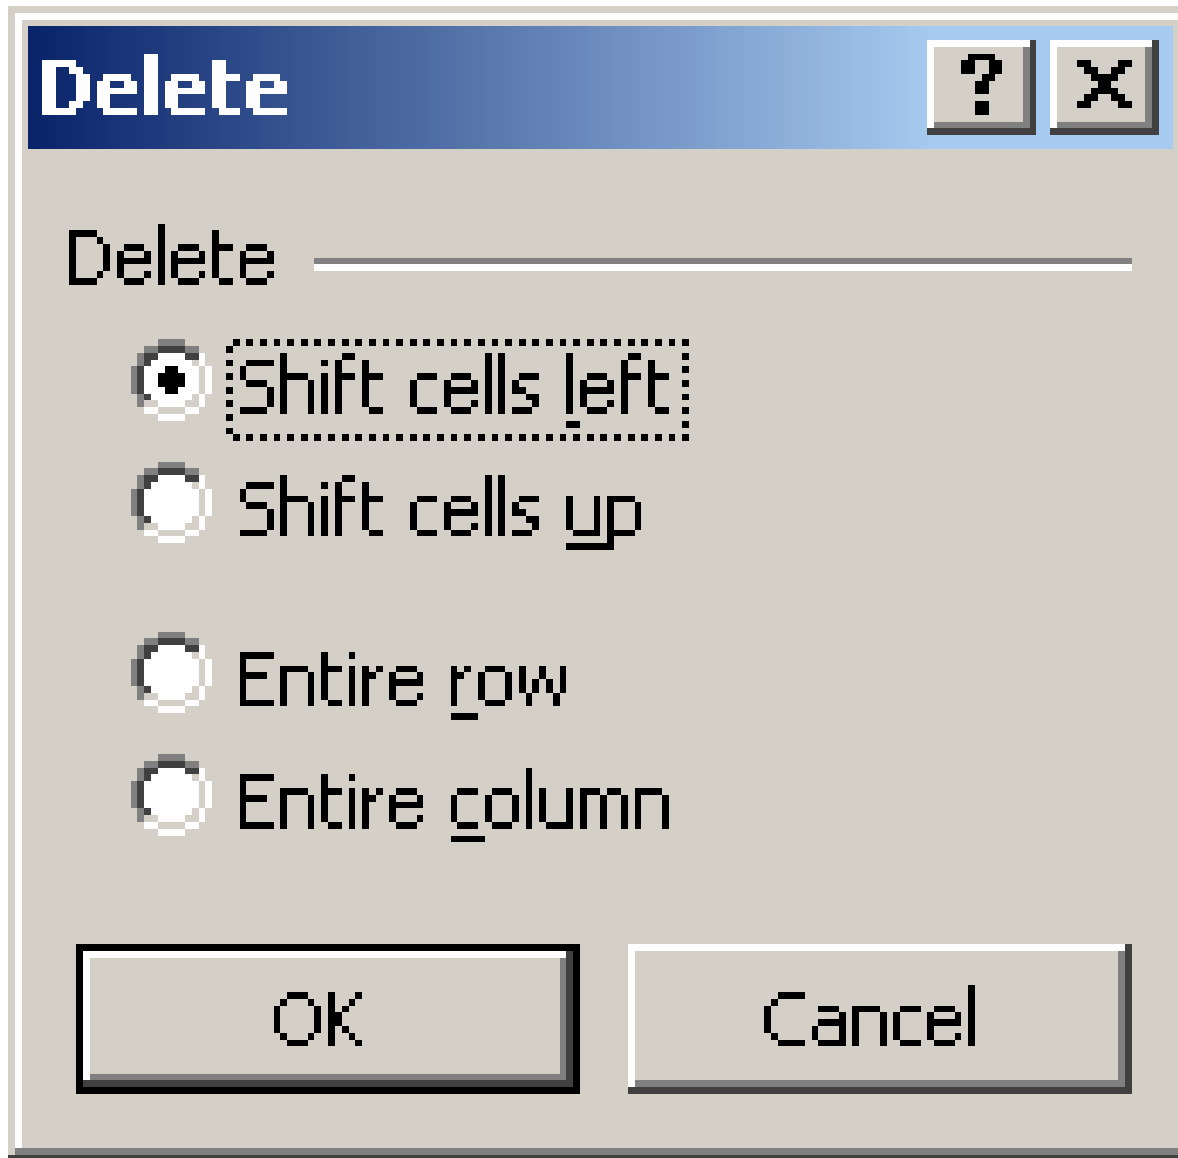 Delete ?
Delete
Shift cells left
Shift cells up
Entire row
Entire column
OK Cancel